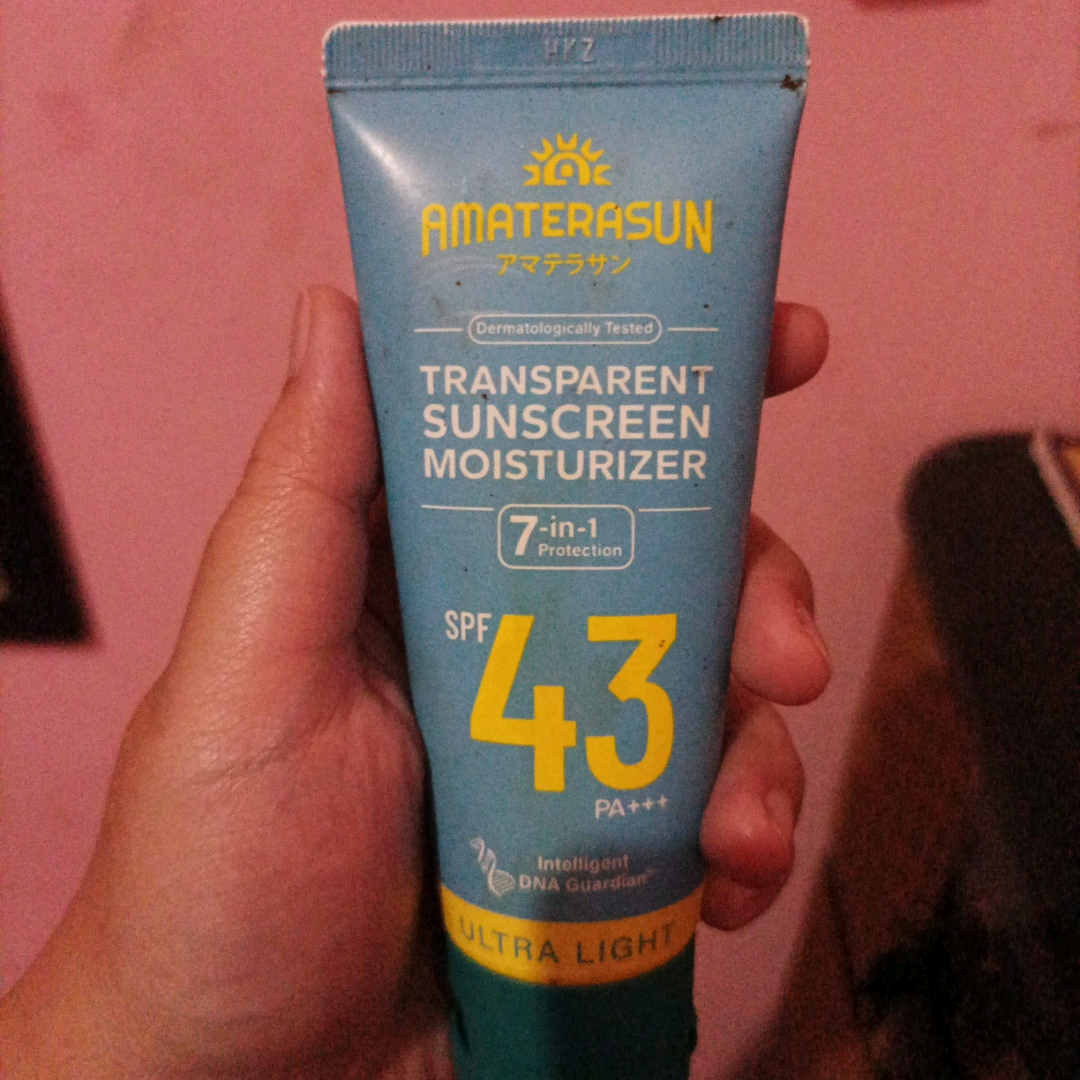 HKZ
AMATERASUN
アマテラサン
Dermatologically Tested
TRANSPARENT
SUNSCREEN
MOISTURIZER
7-in-1
Protection
SPF
43
PA+++
Intelligent
DNA Guardian
ULTRA LIGHT